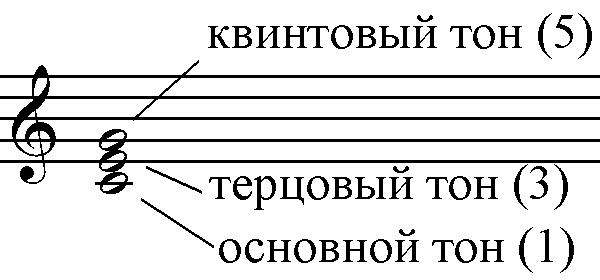 квинтовый тон (5)
терцовый тон (3)
основной тон (1)